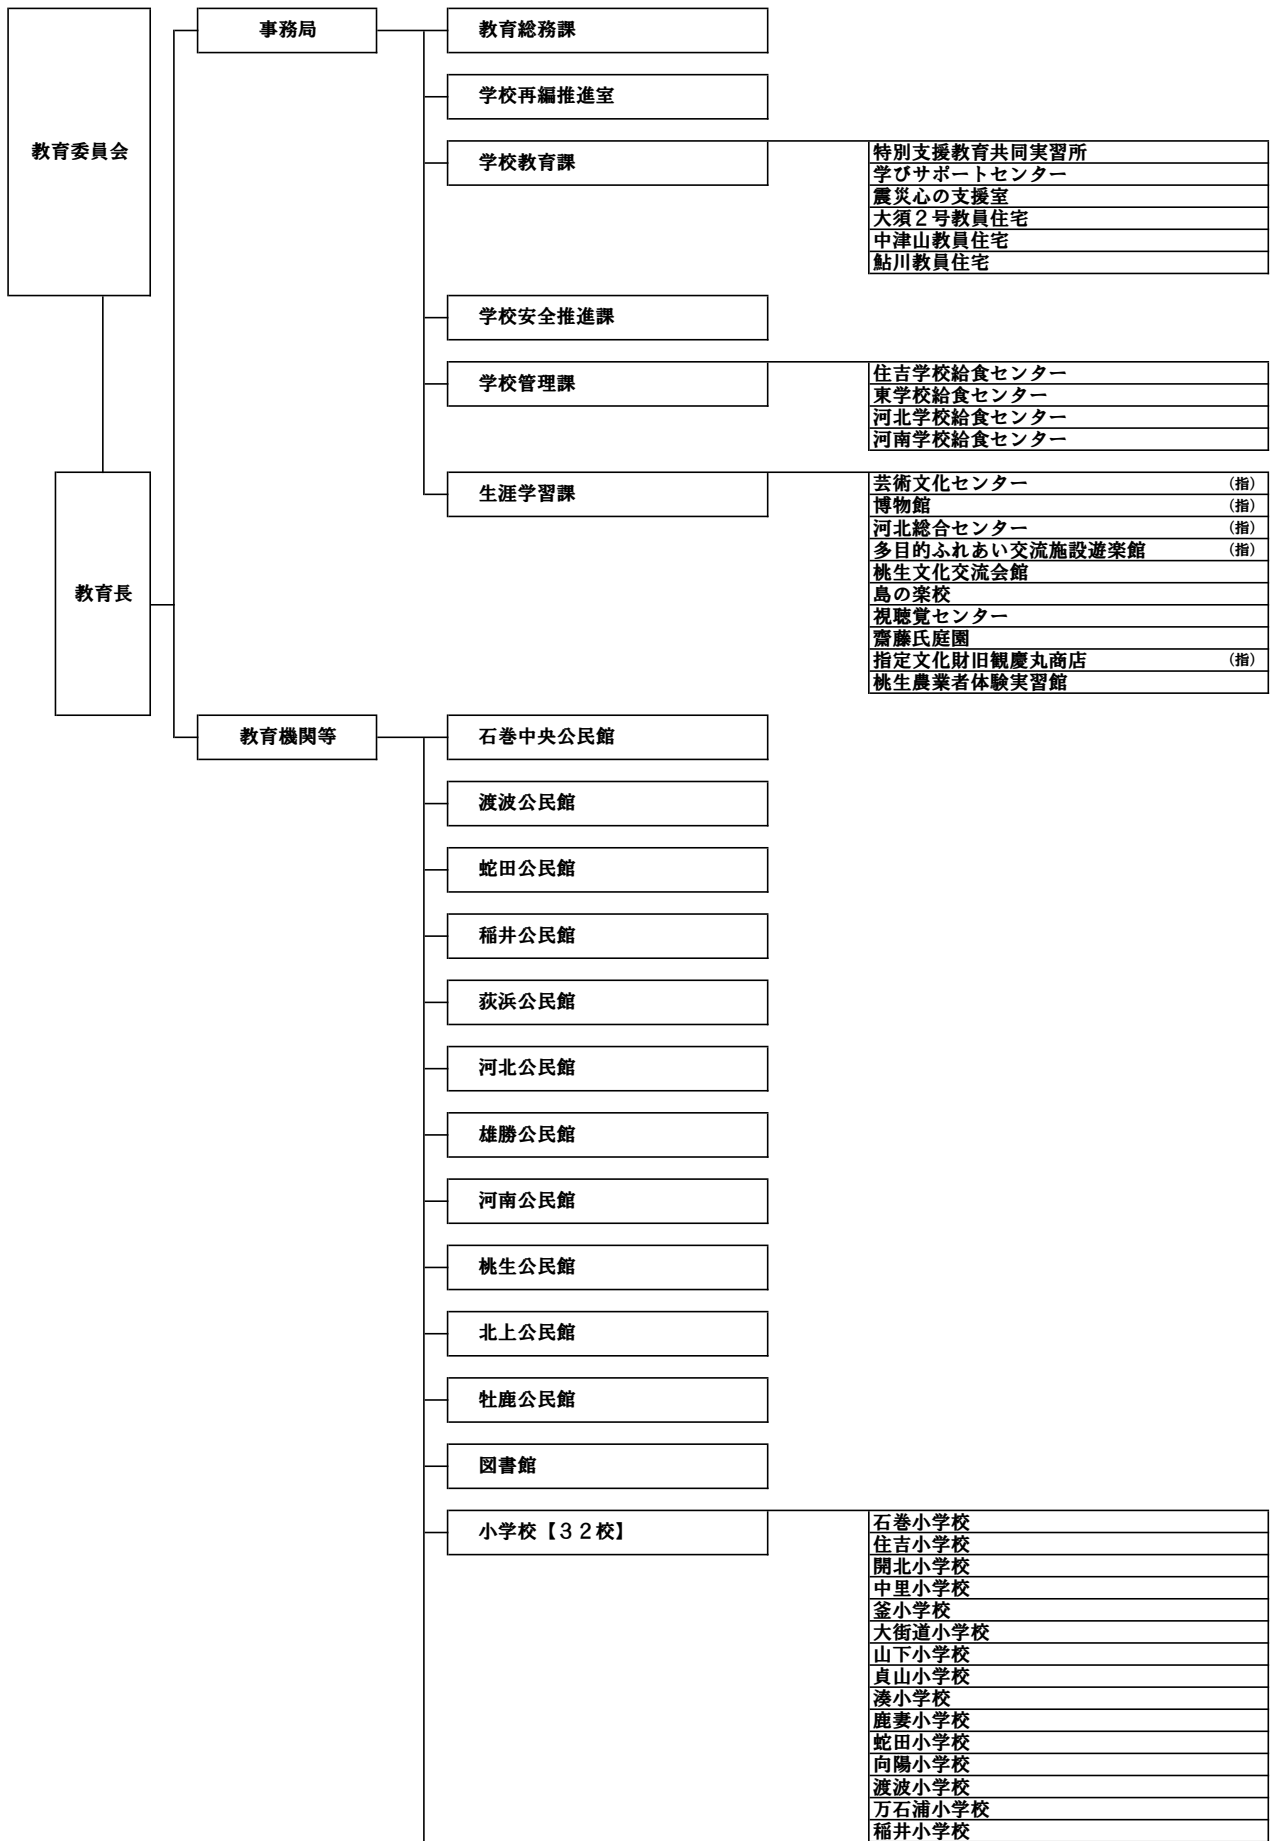 教育委員会
教育長
事務局
教育総務課
学校再編推進室
学校教育課
特別支援教育共同実習所
学びサポートセンター
震災心の支援室
大須２号教員住宅
中津山教員住宅
鮎川教員住宅
学校安全推進課
学校管理課
住吉学校給食センター
東学校給食センター
河北学校給食センター
河南学校給食センター
生涯学習課
芸術文化センター (指)
博物館 (指)
河北総合センター (指)
多目的ふれあい交流施設遊楽館 (指)
桃生文化交流会館
島の楽校
視聴覚センター
齋藤氏庭園
指定文化財旧観慶丸商店 (指)
桃生農業者体験実習館
教育機関等
石巻中央公民館
渡波公民館
蛇田公民館
稲井公民館
荻浜公民館
河北公民館
雄勝公民館
河南公民館
桃生公民館
北上公民館
牡鹿公民館
図書館
小学校【３２校】
石巻小学校
住吉小学校
開北小学校
中里小学校
釜小学校
大街道小学校
山下小学校
貞山小学校
湊小学校
鹿妻小学校
蛇田小学校
向陽小学校
渡波小学校
万石浦小学校
稲井小学校